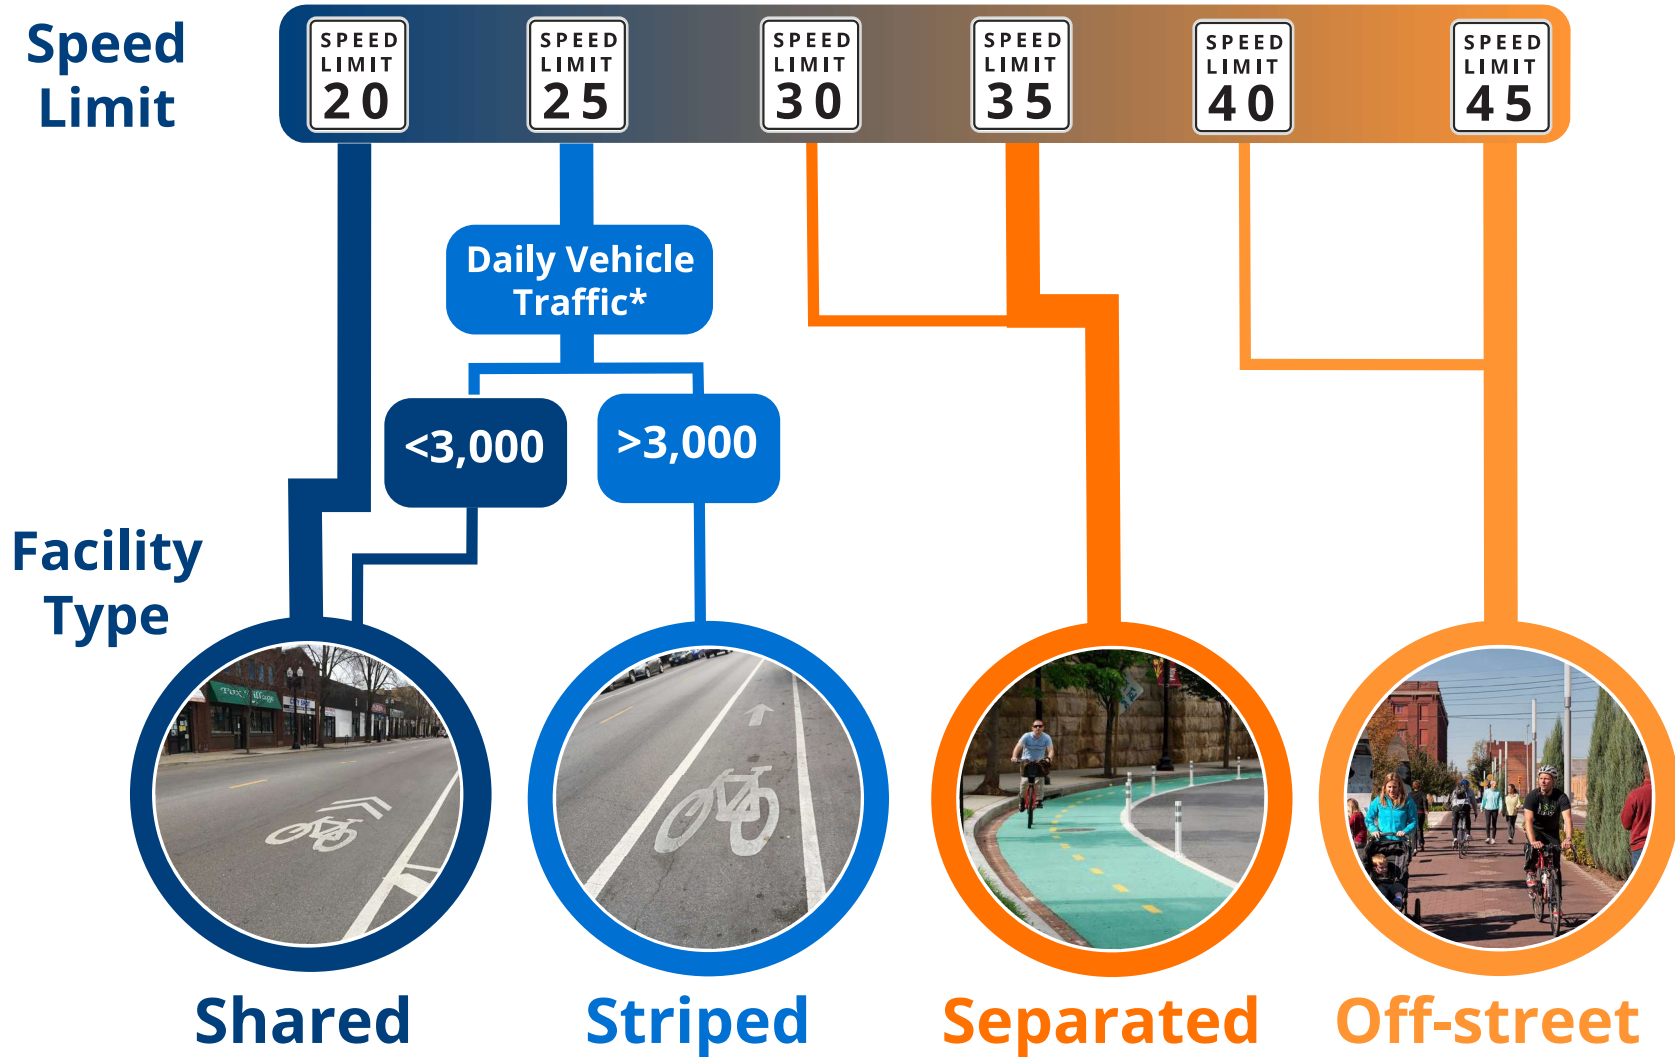 Speed
Limit
SPEED
LIMIT
20
SPEED
LIMIT
25
SPEED
LIMIT
30
SPEED
LIMIT
35
SPEED
LIMIT
40
SPEED
LIMIT
45
Daily Vehicle
Traffic*
<3,000
>3,000
Facility
Type
Shared
Striped
Separated
Off-street